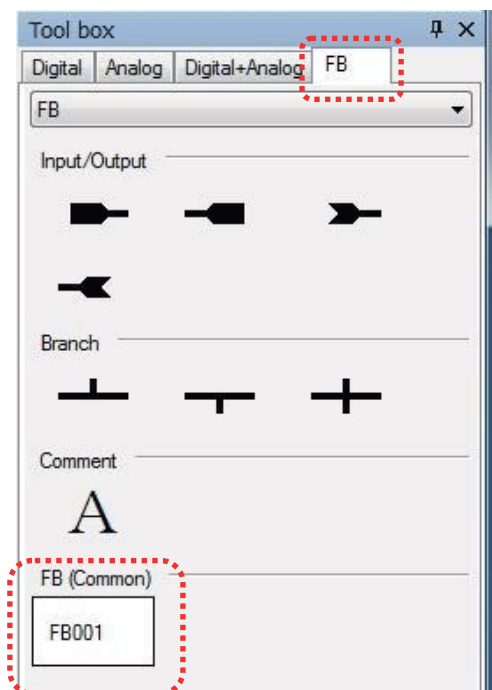 Tool box
Digital Analog Digital+Analog FB
FB
Input/Output
Branch
Comment
A
FB (Common)
FB001